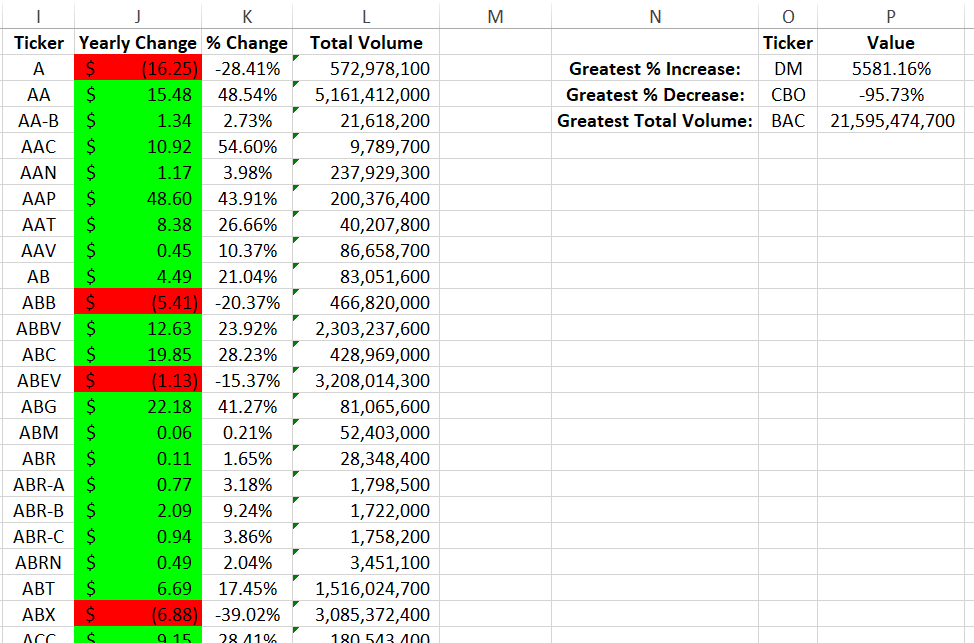 I J K L M N O P
Ticker Yearly Change % Change Total Volume Ticker Value
A $ (16.25) -28.41% 572,978,100 Greatest % Increase: DM 5581.16%
AA $ 15.48 48.54% 5,161,412,000 Greatest % Decrease: CBO -95.73%
AA-B $ 1.34 2.73% 21,618,200 Greatest Total Volume: BAC 21,595,474,700
AAC $ 10.92 54.60% 9,789,700
AAN $ 1.17 3.98% 237,929,300
AAP $ 48.60 43.91% 200,376,400
AAT $ 8.38 26.66% 40,207,800
AAV $ 0.45 10.37% 86,658,700
AB $ 4.49 21.04% 83,051,600
ABB $ (5.41) -20.37% 466,820,000
ABBV $ 12.63 23.92% 2,303,237,600
ABC $ 19.85 28.23% 428,969,000
ABEV $ (1.13) -15.37% 3,208,014,300
ABG $ 22.18 41.27% 81,065,600
ABM $ 0.06 0.21% 52,403,000
ABR $ 0.11 1.65% 28,348,400
ABR-A $ 0.77 3.18% 1,798,500
ABR-B $ 2.09 9.24% 1,722,000
ABR-C $ 0.94 3.86% 1,758,200
ABRN $ 0.49 2.04% 3,451,100
ABT $ 6.69 17.45% 1,516,024,700
ABX $ (6.88) -39.02% 3,085,372,400
ACC $ 9.15 28.41% 180,543,400